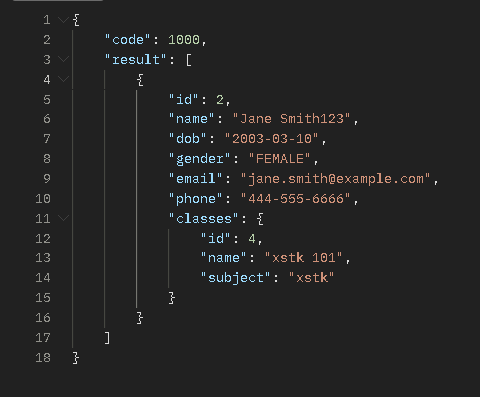 1 {
2 "code": 1000,
3 "result": [
4 {
5 "id": 2,
6 "name": "Jane Smith123",
7 "dob": "2003-03-10",
8 "gender": "FEMALE",
9 "email": "jane.smith@example.com",
10 "phone": "444-555-6666",
11 "classes": {
12 "id": 4,
13 "name": "xstk 101",
14 "subject": "xstk"
15 }
16 }
17 ]
18 }